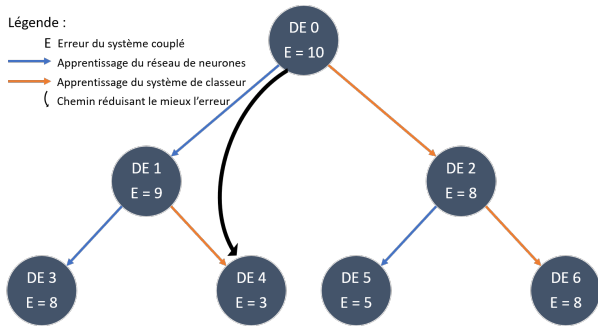 Légende :
E Erreur du système couplé
Apprentissage du réseau de neurones
Apprentissage du système de classeur
Chemin réduisant le mieux l'erreur
DE 0
E = 10
DE 1
E = 9
DE 2
E = 8
DE 3
E = 8
DE 4
E = 3
DE 5
E = 5
DE 6
E = 8